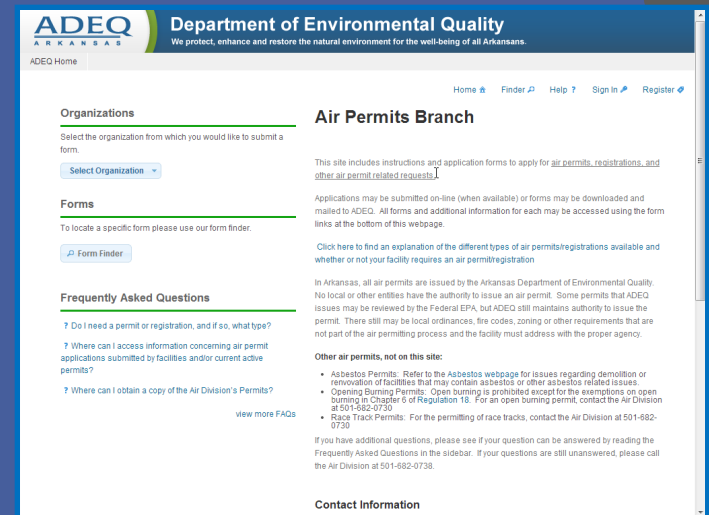 ADEQ
ARKANSAS
Department of Environmental Quality
We protect, enhance and restore the natural environment for the well-being of all Arkansans.
ADEQ Home
Home Finder Help ? Sign In Register
Organizations
Select the organization from which you would like to submit a
form.
Select Organization
Forms
To locate a specific form please use our form finder.
Form Finder
Frequently Asked Questions
? Do I need a permit or registration, and if so, what type?
? Where can I access information concerning air permit
applications submitted by facilities and/or current active
permits?
? Where can I obtain a copy of the Air Division's Permits?
view more FAQs
Air Permits Branch
This site includes instructions and application forms to apply for air permits, registrations, and
other air permit related requests.
Applications may be submitted on-line (when available) or forms may be downloaded and
mailed to ADEQ. All forms and additional information for each may be accessed using the form
links at the bottom of this webpage.
Click here to find an explanation of the different types of air permits/registrations available and
whether or not your facility requires an air permit/registration
In Arkansas, all air permits are issued by the Arkansas Department of Environmental Quality.
No local or other entities have the authority to issue an air permit. Some permits that ADEQ
issues may be reviewed by the Federal EPA, but ADEQ still maintains authority to issue the
permit. There still may be local ordinances, fire codes, zoning or other requirements that are
not part of the air permitting process and the facility must address with the proper agency.
Other air permits, not on this site:
• Asbestos Permits: Refer to the Asbestos webpage for issues regarding demolition or
renvovation of facilitities that may contain asbestos or other asbestos related issues.
• Opening Burning Permits: Open burning is prohibited except for the exemptions on open
burning in Chapter 6 of Regulation 18. For an open burning permit, contact the Air Division
at 501-682-0730
• Race Track Permits: For the permitting of race tracks, contact the Air Division at 501-682-
0730
If you have additional questions, please see if your question can be answered by reading the
Frequently Asked Questions in the sidebar. If your questions are still unanswered, please call
the Air Division at 501-682-0738.
Contact Information